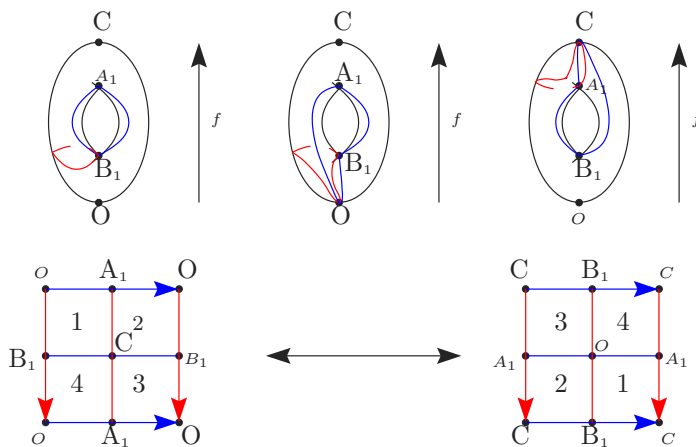 C C C
A₁ A₁ A₁
f f f
B₁ B₁ B₁
O O O
O A₁ O C B₁ C
1 2 3 4
B₁ C B₁ A₁ O A₁
4 3 2 1
O A₁ O C B₁ C